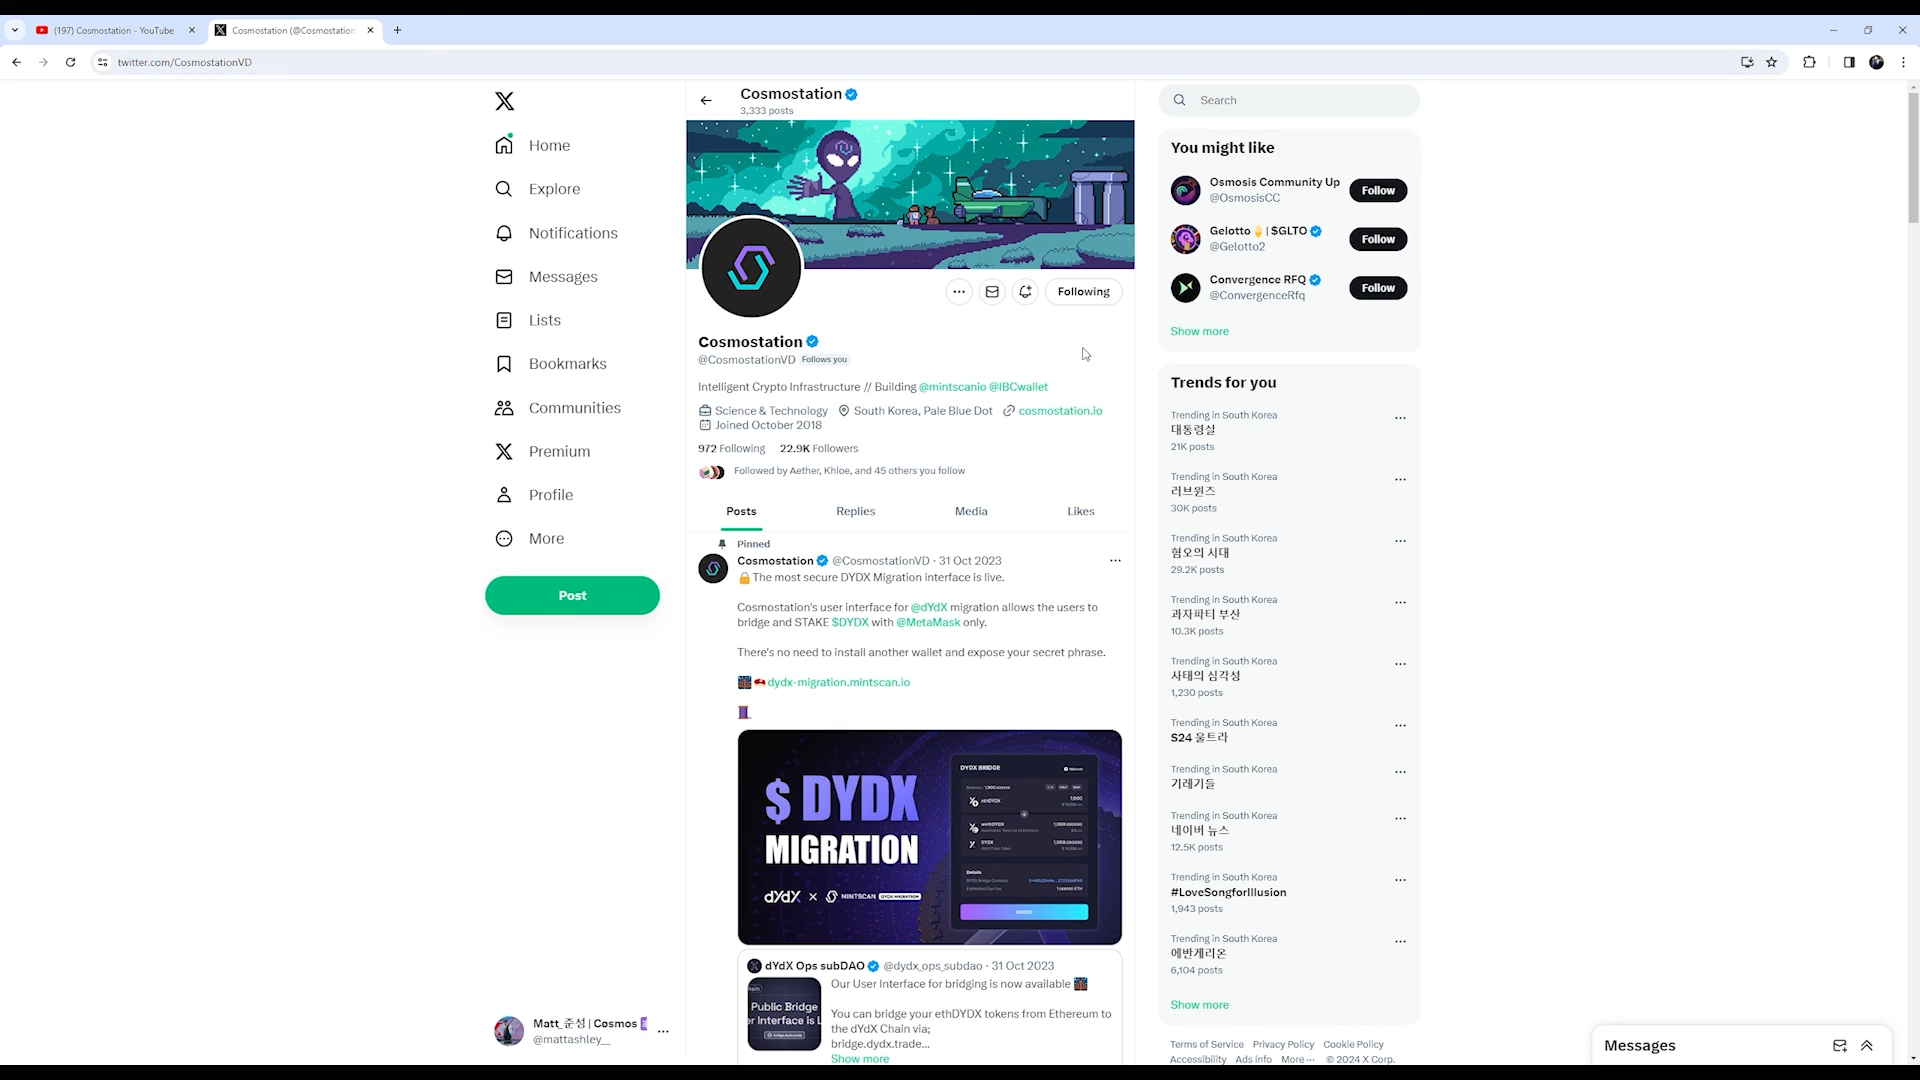 (197) Cosmostation - YouTube
Cosmostation (@Cosmostation
twitter.com/CosmostationVD
Home
Explore
Notifications
Messages
Lists
Bookmarks
Communities
Premium
Profile
More
Post
Matt_준성 | Cosmos
@mattashley__
Cosmostation
3,333 posts
Following
Cosmostation
@CosmostationVD Follows you
Intelligent Crypto Infrastructure // Building @mintscanio @IBCwallet
Science & Technology South Korea, Pale Blue Dot cosmostation.io
Joined October 2018
972 Following 22.9K Followers
Followed by Aether, Khloe, and 45 others you follow
Posts Replies Media Likes
Pinned
Cosmostation @CosmostationVD · 31 Oct 2023
🔒The most secure DYDX Migration interface is live.
Cosmostation's user interface for @dYdX migration allows the users to
bridge and STAKE $DYDX with @MetaMask only.
There's no need to install another wallet and expose your secret phrase.
dydx-migration.mintscan.io
$ DYDX
MIGRATION
dYdX × MINTSCAN DYDX MIGRATION
DYDX BRIDGE
ethDYDX
1,000
wethDYDX
DYDX
Details
BRIDGE
dYdX Ops subDAO @dydx_ops_subdao · 31 Oct 2023
Public Bridge
er Interface is L
Our User Interface for bridging is now available
You can bridge your ethDYDX tokens from Ethereum to
the dYdX Chain via;
bridge.dydx.trade...
Show more
Search
You might like
Osmosis Community Up
@OsmosisCC
Follow
Gelotto | $GLTO
@Gelotto2
Follow
Convergence RFQ
@ConvergenceRfq
Follow
Show more
Trends for you
Trending in South Korea
대통령실
21K posts
Trending in South Korea
러브윈즈
30K posts
Trending in South Korea
혐오의 시대
29.2K posts
Trending in South Korea
과자파티 부산
10.3K posts
Trending in South Korea
사태의 심각성
1,230 posts
Trending in South Korea
S24 울트라
Trending in South Korea
기레기들
Trending in South Korea
네이버 뉴스
12.5K posts
Trending in South Korea
#LoveSongforIllusion
1,943 posts
Trending in South Korea
에반게리온
6,104 posts
Show more
Terms of Service Privacy Policy Cookie Policy
Accessibility Ads info More ··· © 2024 X Corp.
Messages